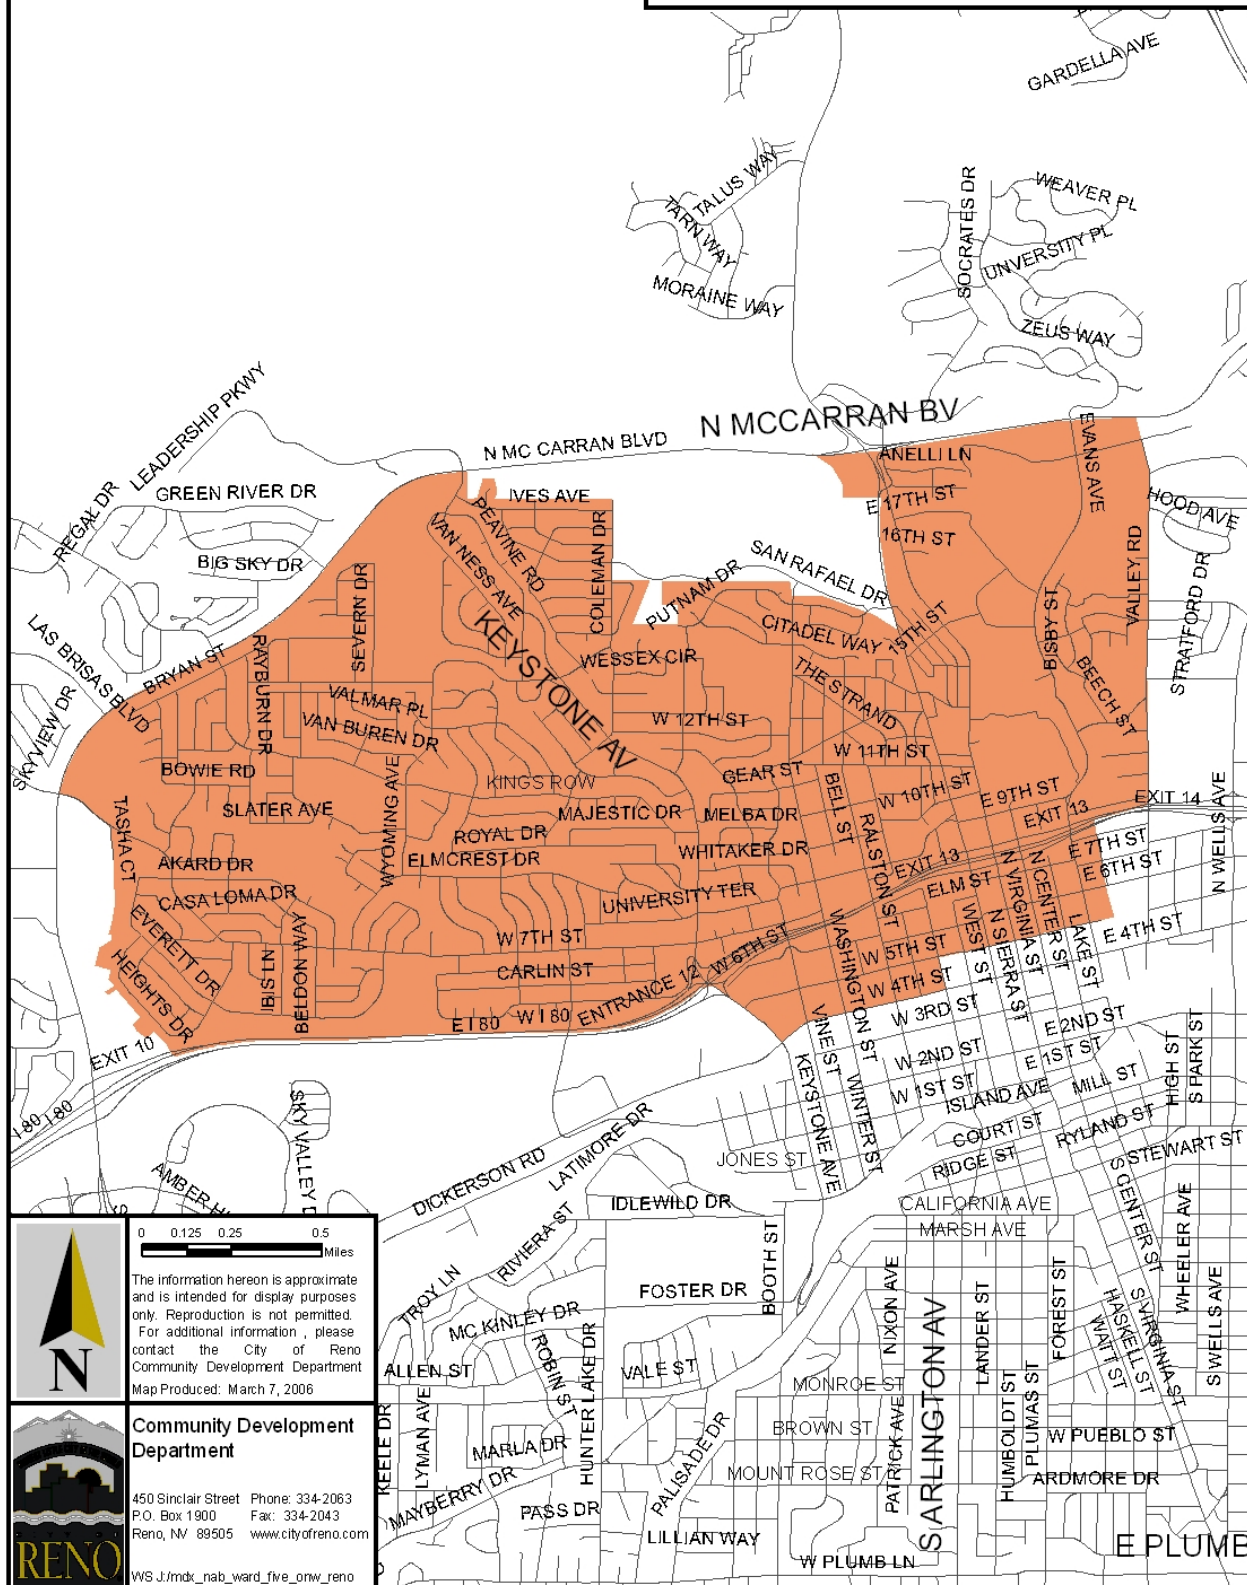 GARDELLA AVE
TALUS WAY
TARN WAY
MORAINE WAY
SOCRATES DR
WEAVER PL
UNVERSITY PL
ZEUS WAY
LEADERSHIP PKWY
N MC CARRAN BLVD
N MCCARRAN BV
EVANS AVE
ANELLI LN
GREEN RIVER DR
REGAL DR
IVES AVE
PEAVINE RD
VAN NESS AVE
COLEMAN DR
E 17TH ST
HOOD AVE
16TH ST
VALLEY RD
BIG SKY DR
SEVERN DR
PUTNAM DR
SAN RAFAEL DR
STRATFORD DR
LAS BRISAS BLVD
BRYAN ST
RAYBURN DR
KEYSTONE AV
CITADEL WAY
15TH ST
BISBY ST
BEECH ST
WESSEX CIR
THE STRAND
SKYVIEW DR
VALMAR PL
VAN BUREN DR
W 12TH ST
W 11TH ST
BOWIE RD
KINGS ROW
GEAR ST
BELL ST
W 10TH ST
E 9TH ST
EXIT 14
SLATER AVE
WYOMING AVE
MAJESTIC DR
MELBA DR
RALSTON ST
EXIT 13
N WELLS AVE
TASHA CT
ROYAL DR
AKARD DR
ELMCREST DR
WHITAKER DR
EXIT 13
E 7TH ST
E 6TH ST
CASA LOMA DR
UNIVERSITY TER
ELM ST
N VIRGINIA ST
N CENTER ST
EVERETT DR
IBIS LN
BELDON WAY
W 7TH ST
WASHINGTON ST
WEST ST
N SIERRA ST
LAKE ST
E 4TH ST
HEIGHTS DR
CARLIN ST
W 6TH ST
W 5TH ST
W 4TH ST
ENTRANCE 12
E I 80
W I 80
W 3RD ST
E 2ND ST
EXIT 10
VINE ST
W 2ND ST
E 1ST ST
HIGH ST
S PARK ST
I 80
I 80
SKY VALLEY D
KEYSTONE AVE
WINTER ST
W 1ST ST
ISLAND AVE
MILL ST
LATIMORE DR
DICKERSON RD
COURT ST
RYLAND ST
JONES ST
RIDGE ST
STEWART ST
AMBER H
IDLEWILD DR
CALIFORNIA AVE
MARSH AVE
S CENTER ST
WHEELER AVE
RIVIERA ST
TROY LN
BOOTH ST
FOSTER DR
NIXON AVE
S ARLINGTON AV
LANDER ST
FOREST ST
HASKELL ST
WAIT ST
S VIRGINIA ST
S WELLS AVE
MC KINLEY DR
ROBIN ST
HUNTER LAKE DR
ALLEN ST
VALE ST
MONROE ST
KEELE DR
LYMAN AVE
BROWN ST
PATRICK AVE
HUMBOLDT ST
PLUMAS ST
W PUEBLO ST
MARLA DR
PALISADE DR
MOUNT ROSE ST
ARDMORE DR
MAYBERRY DR
PASS DR
LILLIAN WAY
W PLUMB LN
E PLUMB
0 0.125 0.25 0.5
Miles
The information hereon is approximate
and is intended for display purposes
only. Reproduction is not permitted.
For additional information , please
contact the City of Reno
Community Development Department
Map Produced: March 7, 2006
N
Community Development
Department
450 Sinclair Street Phone: 334-2063
P.O. Box 1900 Fax: 334-2043
Reno, NV 89505 www.cityofreno.com
WS J:/mdx_nab_ward_five_onw_reno
CITY OF
RENO